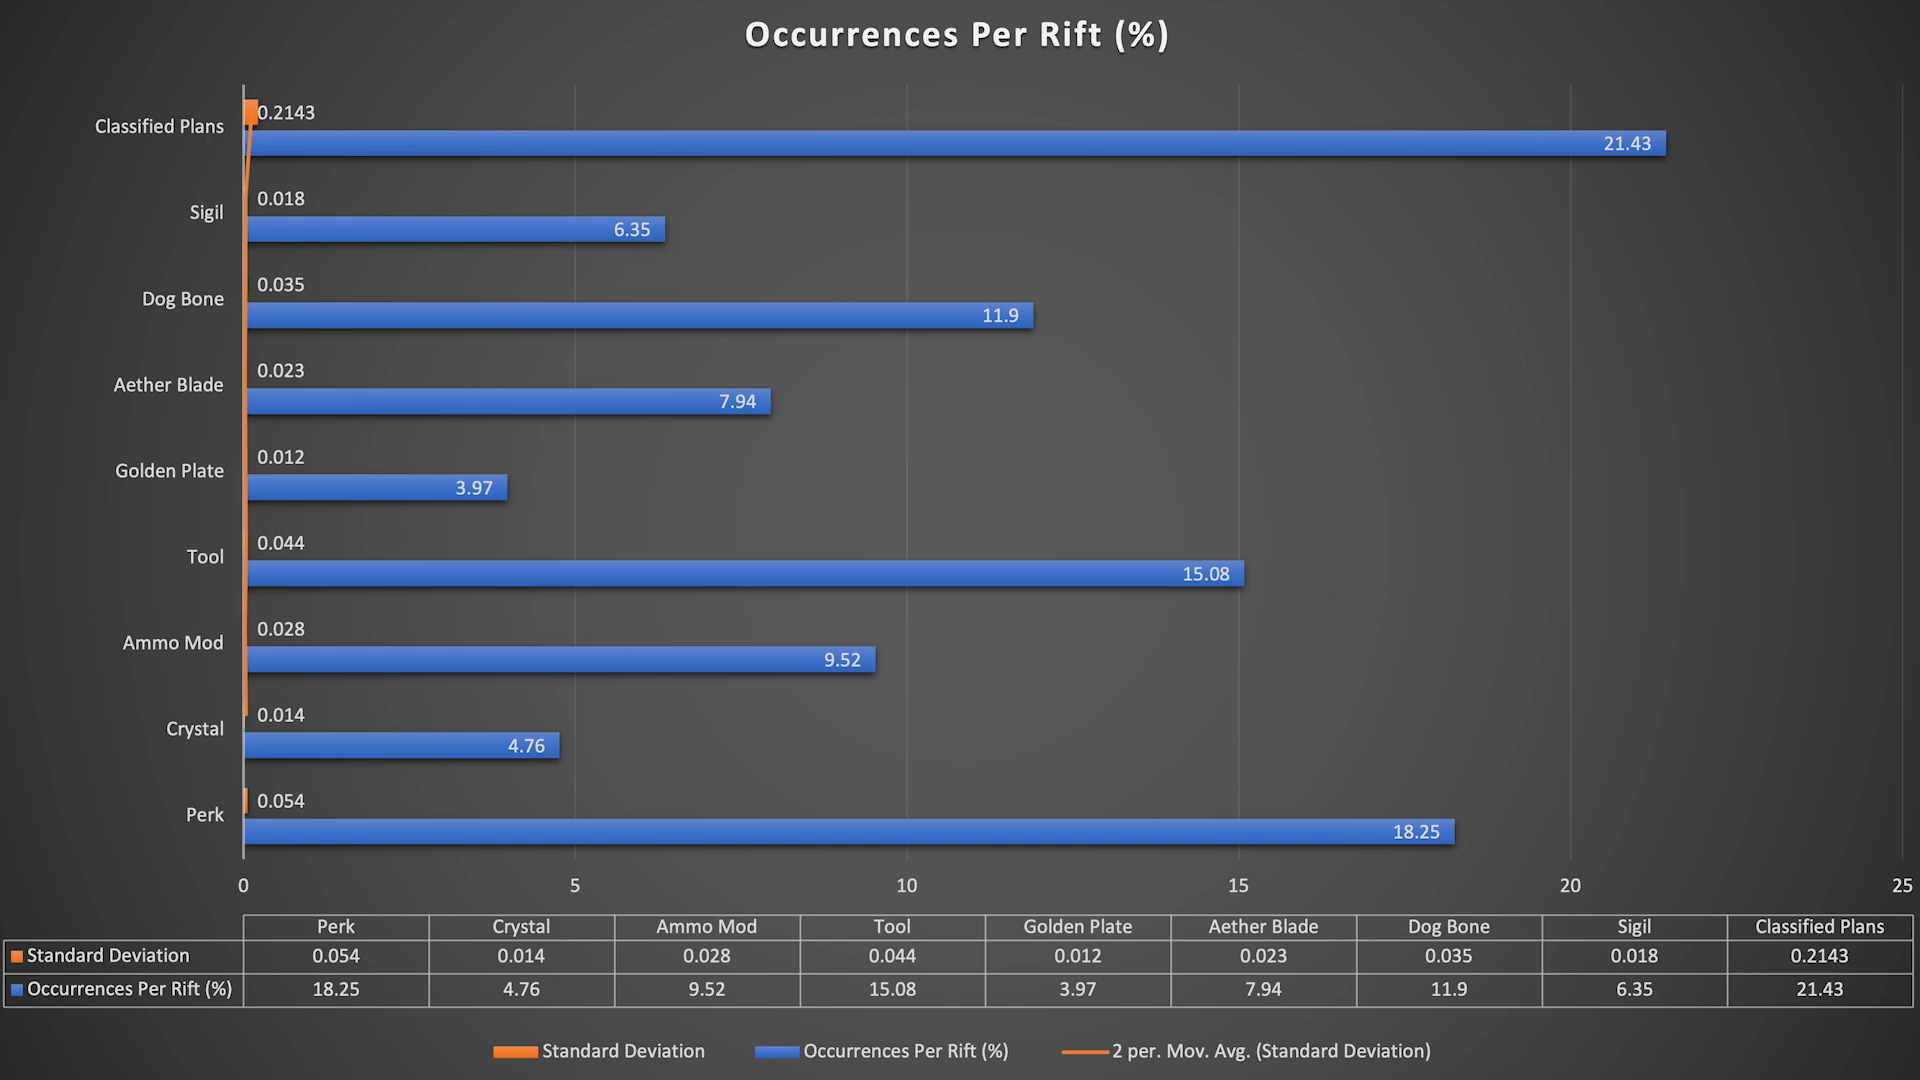 Occurrences Per Rift (%)
Classified Plans
0.2143
21.43
Sigil
0.018
6.35
Dog Bone
0.035
11.9
Aether Blade
0.023
7.94
Golden Plate
0.012
3.97
Tool
0.044
15.08
Ammo Mod
0.028
9.52
Crystal
0.014
4.76
Perk
0.054
18.25
0 5 10 15 20 25
Perk Crystal Ammo Mod Tool Golden Plate Aether Blade Dog Bone Sigil Classified Plans
Standard Deviation 0.054 0.014 0.028 0.044 0.012 0.023 0.035 0.018 0.2143
Occurrences Per Rift (%) 18.25 4.76 9.52 15.08 3.97 7.94 11.9 6.35 21.43
Standard Deviation Occurrences Per Rift (%) 2 per. Mov. Avg. (Standard Deviation)